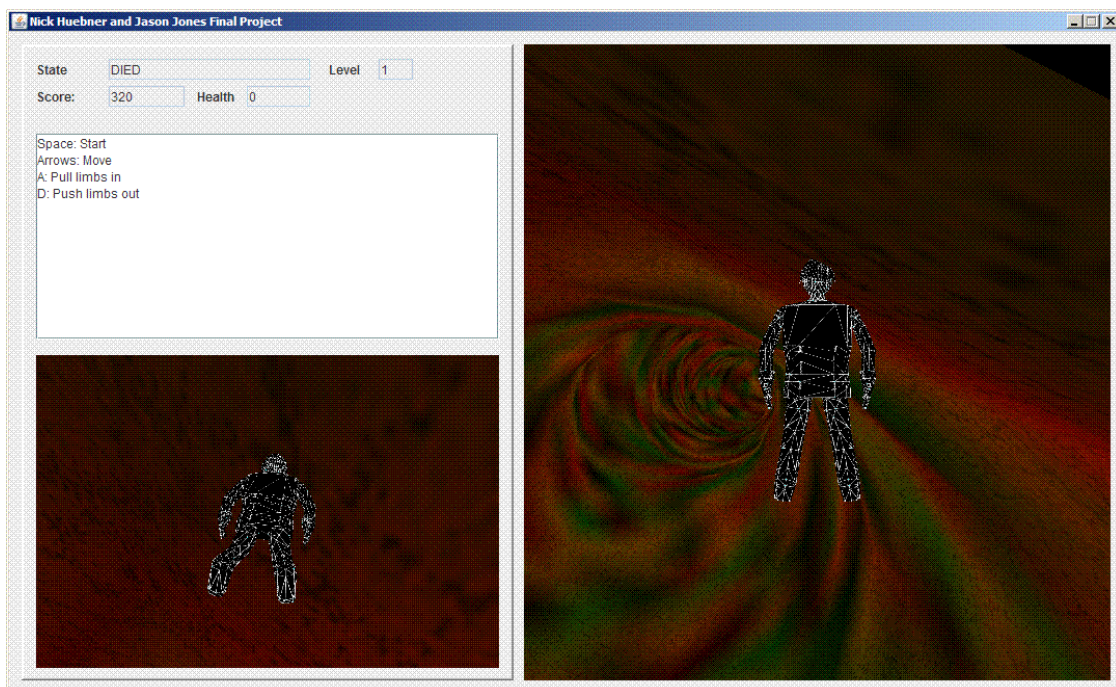 Nick Huebner and Jason Jones Final Project
State DIED Level 1
Score: 320 Health 0
Space: Start
Arrows: Move
A: Pull limbs in
D: Push limbs out